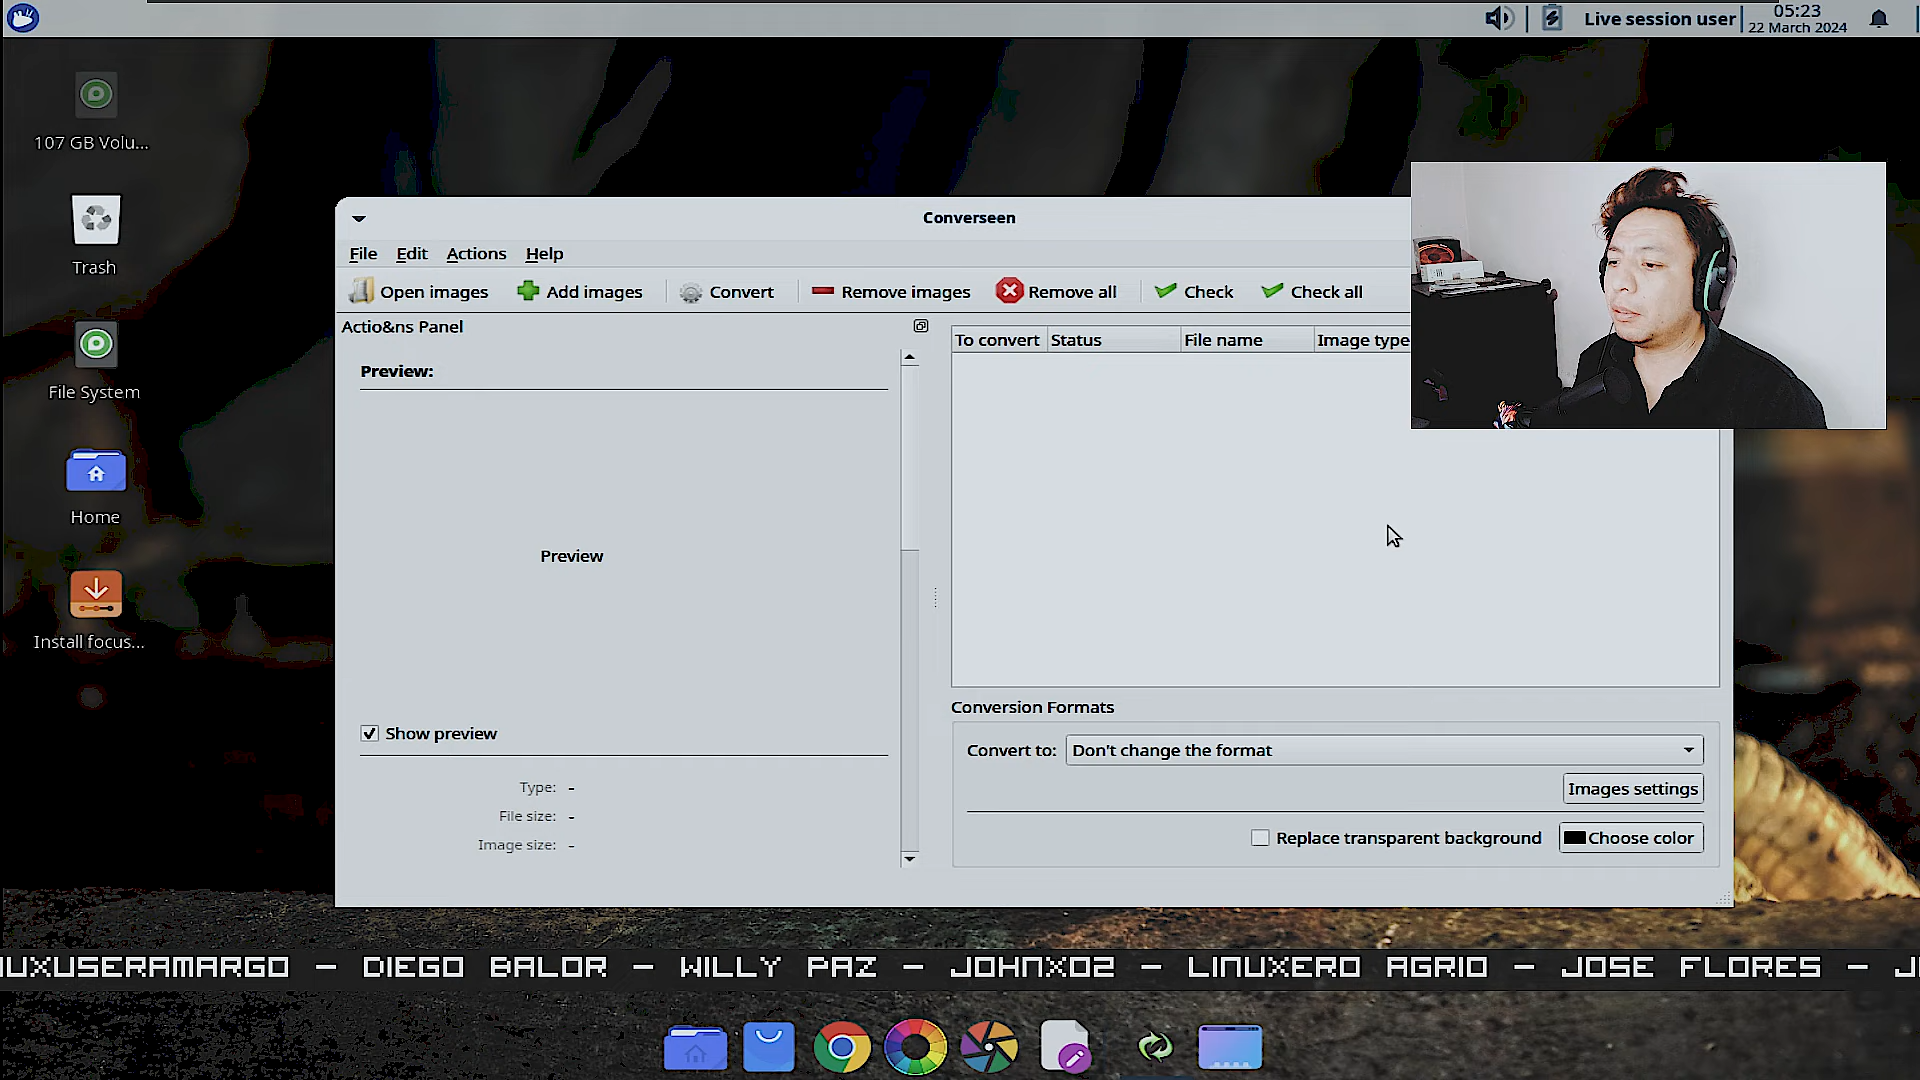 Live session user
05:23
22 March 2024
107 GB Volu...
Trash
File System
Home
Install focus...
Converseen
File Edit Actions Help
Open images Add images Convert Remove images Remove all Check Check all
Actio&ns Panel
Preview:
Preview
Show preview
Type: -
File size: -
Image size: -
To convert Status File name Image type
Conversion Formats
Convert to: Don't change the format
Images settings
Replace transparent background Choose color
UXUSERAMARGO - DIEGO BALOR - WILLY PAZ - JOHNX02 - LINUXERO AGRIO - JOSE FLORES -